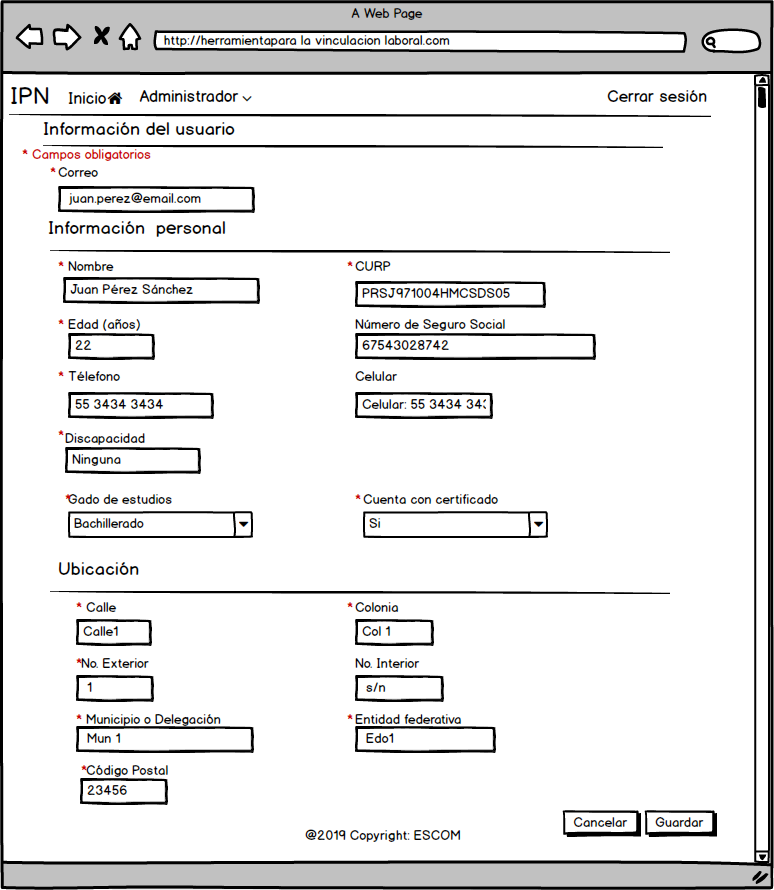 A Web Page
http://herramientapara la vinculacion laboral.com
IPN Inicio Administrador Cerrar sesión
Información del usuario
* Campos obligatorios
* Correo
juan.perez@email.com
Información personal
* Nombre * CURP
Juan Pérez Sánchez PRSJ971004HMCSDS05
* Edad (años) Número de Seguro Social
22 67543028742
* Télefono Celular
55 3434 3434 Celular: 55 3434 343
*Discapacidad
Ninguna
*Gado de estudios * Cuenta con certificado
Bachillerado Si
Ubicación
* Calle * Colonia
Calle1 Col 1
*No. Exterior No. Interior
1 s/n
* Municipio o Delegación * Entidad federativa
Mun 1 Edo1
*Código Postal
23456
Cancelar Guardar
@2019 Copyright: ESCOM